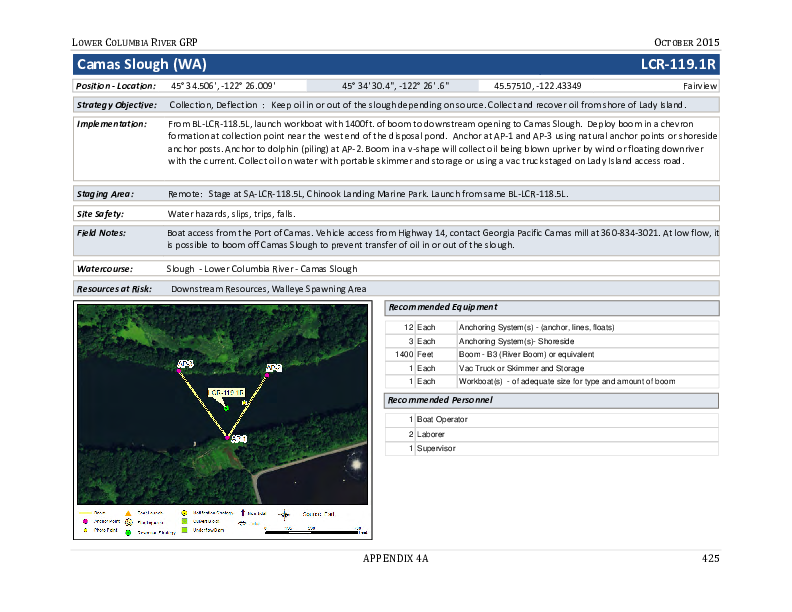 LOWER COLUMBIA RIVER GRP OCTOBER 2015
Camas Slough (WA) LCR-119.1R
Position - Location: 45° 34.506', -122° 26.009' 45° 34'30.4", -122° 26' .6" 45.57510, -122.43349 Fairview
Strategy Objective: Collection, Deflection : Keep oil in or out of the slough depending on source. Collect and recover oil from shore of Lady Island.
Implementation: From BL-LCR-118.5L, launch workboat with 1400ft. of boom to downstream opening to Camas Slough. Deploy boom in a chevron
formation at collection point near the west end of the disposal pond. Anchor at AP-1 and AP-3 using natural anchor points or shoreside
anchor posts. Anchor to dolphin (piling) at AP-2. Boom in a v-shape will collect oil being blown upriver by wind or floating downriver
with the current. Collect oil on water with portable skimmer and storage or using a vac truck staged on Lady Island access road.
Staging Area: Remote: Stage at SA-LCR-118.5L, Chinook Landing Marine Park. Launch from same BL-LCR-118.5L.
Site Safety: Water hazards, slips, trips, falls.
Field Notes: Boat access from the Port of Camas. Vehicle access from Highway 14, contact Georgia Pacific Camas mill at 360-834-3021. At low flow, it
is possible to boom off Camas Slough to prevent transfer of oil in or out of the slough.
Watercourse: Slough - Lower Columbia River - Camas Slough
Resources at Risk: Downstream Resources, Walleye Spawning Area
Recommended Equipment
12 Each Anchoring System(s) - (anchor, lines, floats)
3 Each Anchoring System(s)- Shoreside
1400 Feet Boom - B3 (River Boom) or equivalent
1 Each Vac Truck or Skimmer and Storage
1 Each Workboat(s) - of adequate size for type and amount of boom
Recommended Personnel
1 Boat Operator
2 Laborer
1 Supervisor
AP-2
LCR-119.1R
APPENDIX 4A 425